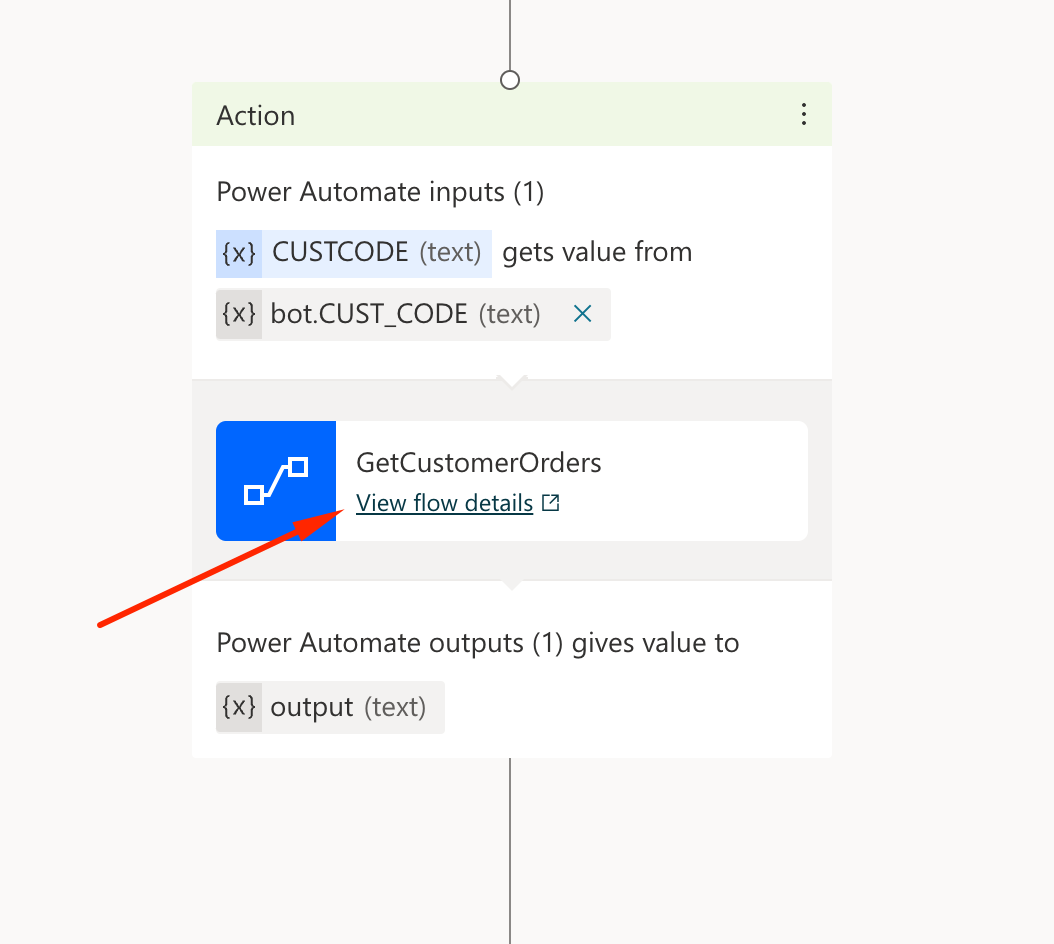 Action
Power Automate inputs (1)
{x} CUSTCODE (text) gets value from
{x} bot.CUST_CODE (text)
GetCustomerOrders
View flow details
Power Automate outputs (1) gives value to
{x} output (text)